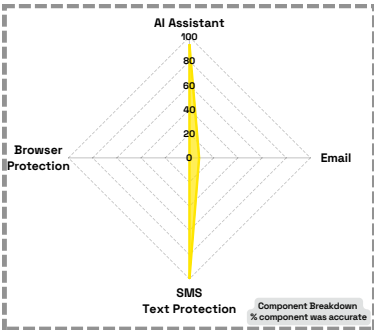 AI Assistant
100
80
60
40
20
0
Browser
Protection
Email
SMS
Text Protection
Component Breakdown
% component was accurate